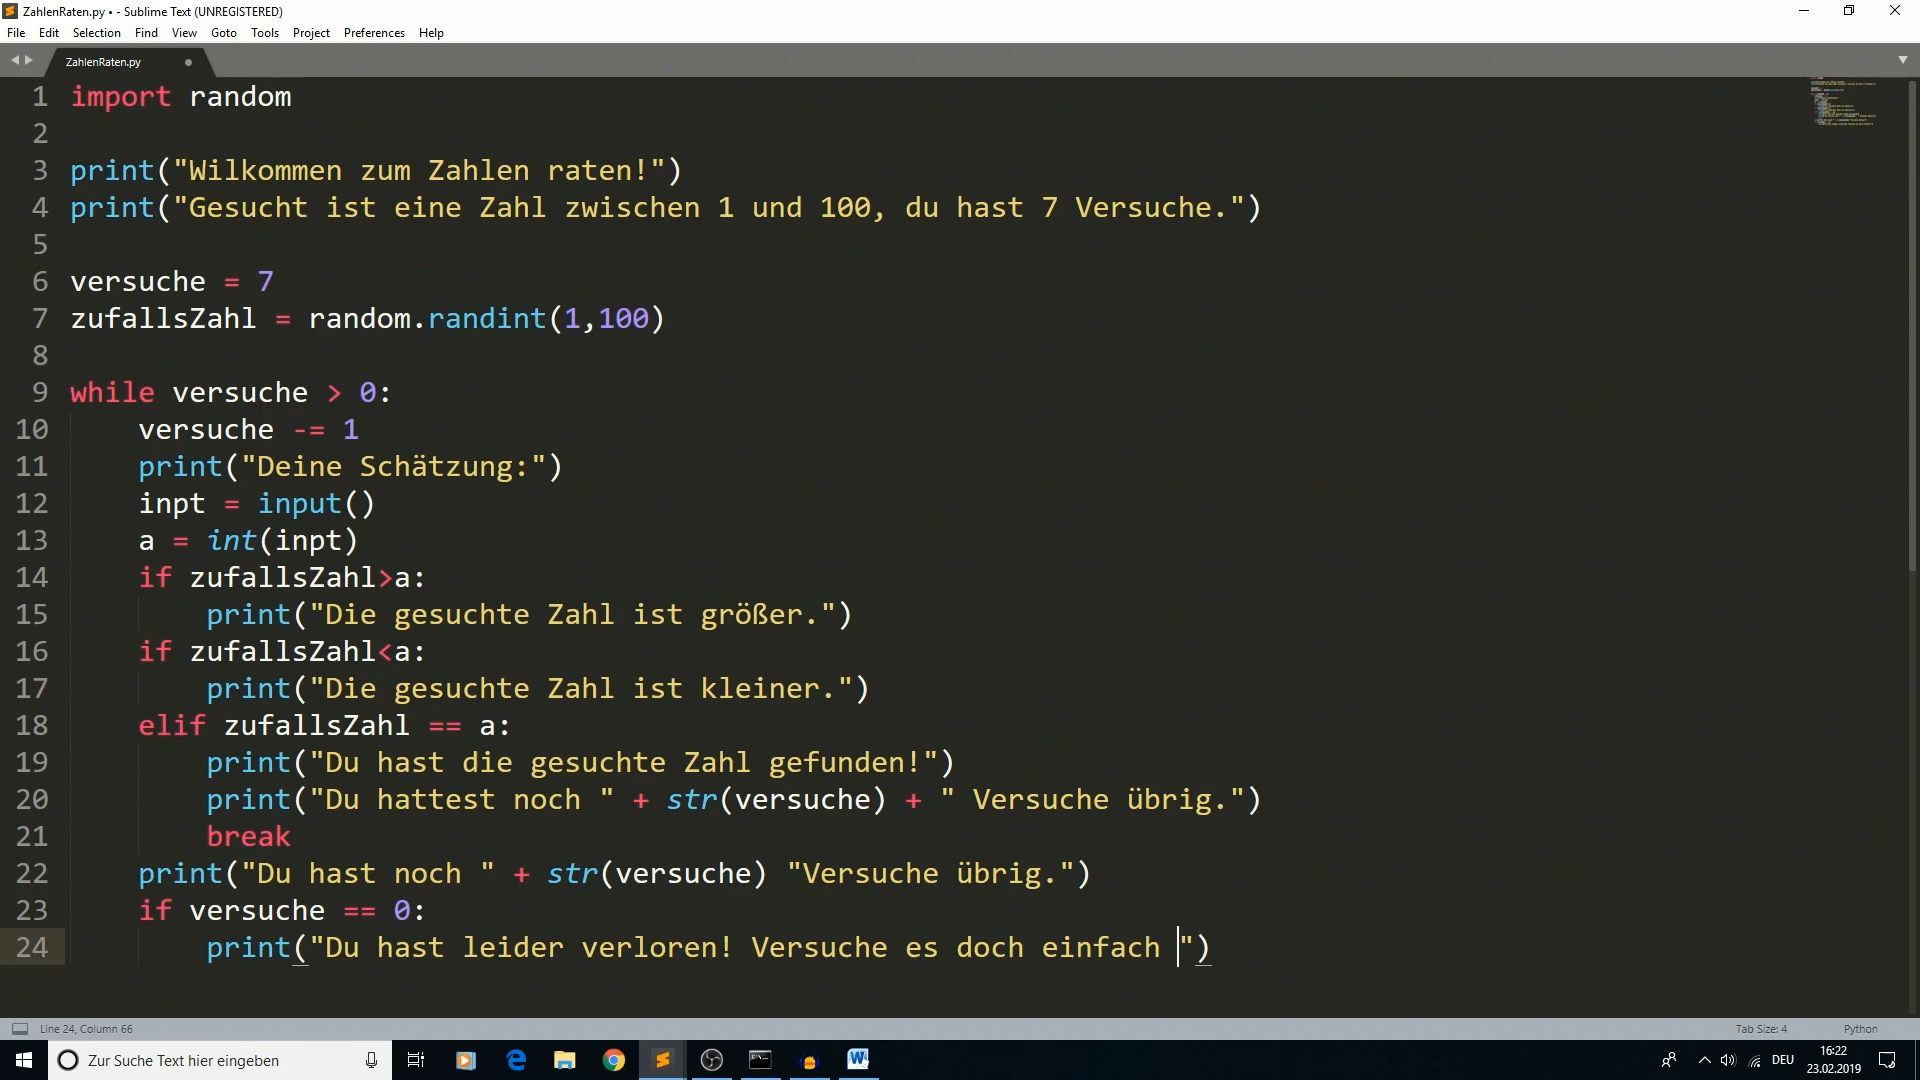 ZahlenRaten.py • - Sublime Text (UNREGISTERED)
File Edit Selection Find View Goto Tools Project Preferences Help
ZahlenRaten.py
1 import random
2
3 print("Wilkommen zum Zahlen raten!")
4 print("Gesucht ist eine Zahl zwischen 1 und 100, du hast 7 Versuche.")
5
6 versuche = 7
7 zufallsZahl = random.randint(1,100)
8
9 while versuche > 0:
10 versuche -= 1
11 print("Deine Schätzung:")
12 inpt = input()
13 a = int(inpt)
14 if zufallsZahl>a:
15 print("Die gesuchte Zahl ist größer.")
16 if zufallsZahl<a:
17 print("Die gesuchte Zahl ist kleiner.")
18 elif zufallsZahl == a:
19 print("Du hast die gesuchte Zahl gefunden!")
20 print("Du hattest noch " + str(versuche) + " Versuche übrig.")
21 break
22 print("Du hast noch " + str(versuche) "Versuche übrig.")
23 if versuche == 0:
24 print("Du hast leider verloren! Versuche es doch einfach ")
Line 24, Column 66 Tab Size: 4 Python
Zur Suche Text hier eingeben
DEU
16:22
23.02.2019